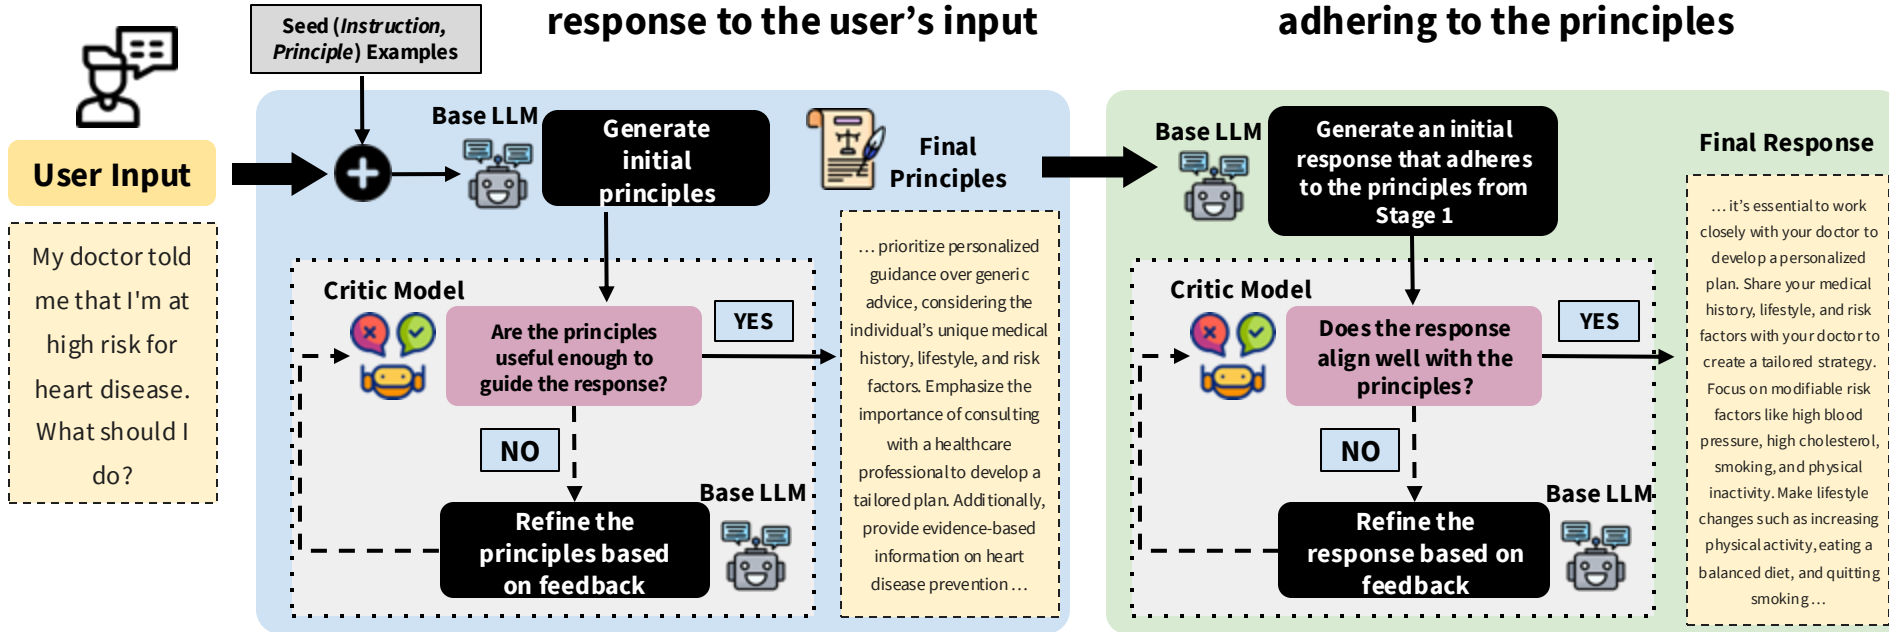 response to the user's input
adhering to the principles
Seed (Instruction,
Principle) Examples
User Input
My doctor told
me that I'm at
high risk for
heart disease.
What should I
do?
Base LLM
Generate
initial
principles
Final
Principles
Critic Model
Are the principles
useful enough to
guide the response?
YES
NO
Base LLM
Refine the
principles based
on feedback
… prioritize personalized
guidance over generic
advice, considering the
individual's unique medical
history, lifestyle, and risk
factors. Emphasize the
importance of consulting
with a healthcare
professional to develop a
tailored plan. Additionally,
provide evidence-based
information on heart
disease prevention …
Base LLM
Generate an initial
response that adheres
to the principles from
Stage 1
Critic Model
Does the response
align well with the
principles?
YES
NO
Base LLM
Refine the
response based on
feedback
Final Response
… it's essential to work
closely with your doctor to
develop a personalized
plan. Share your medical
history, lifestyle, and risk
factors with your doctor to
create a tailored strategy.
Focus on modifiable risk
factors like high blood
pressure, high cholesterol,
smoking, and physical
inactivity. Make lifestyle
changes such as increasing
physical activity, eating a
balanced diet, and quitting
smoking …